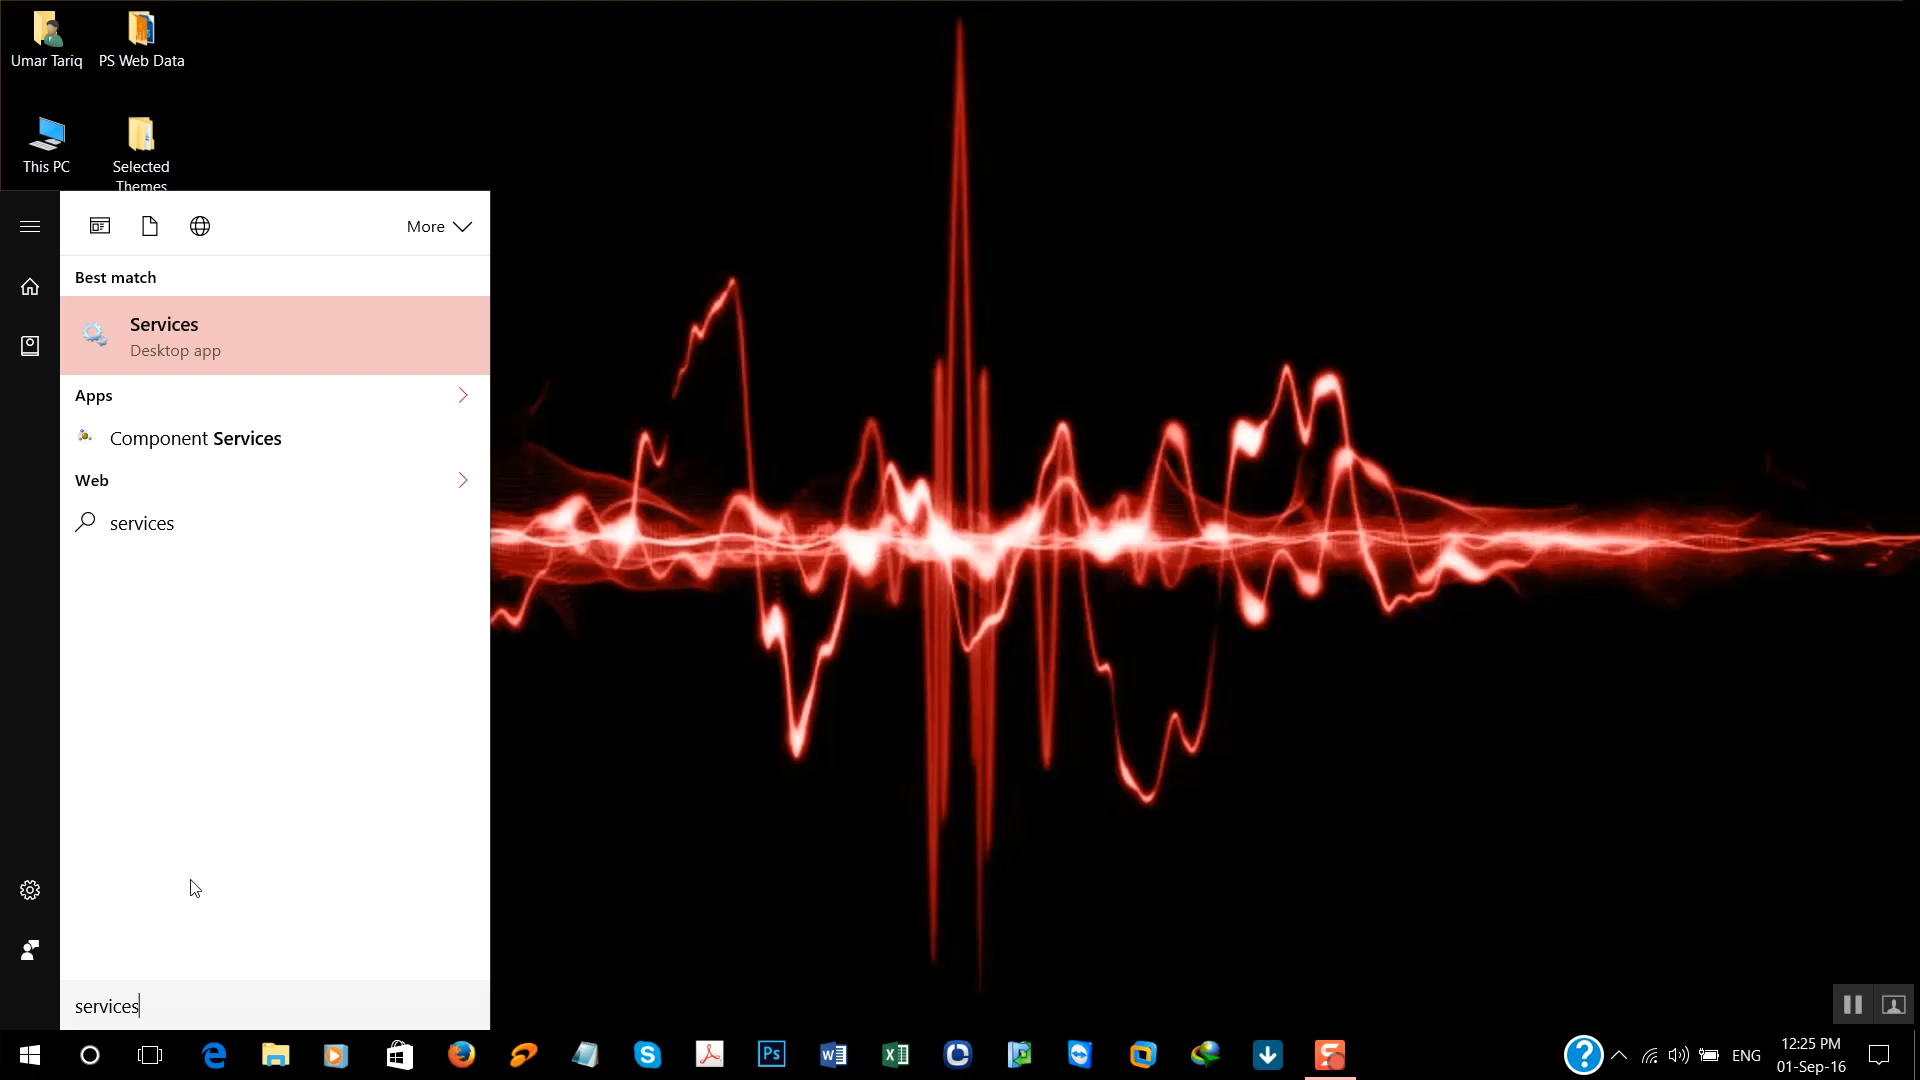 Umar Tariq
PS Web Data
This PC
Selected
Themes
More
Best match
Services
Desktop app
Apps
Component Services
Web
services
services
Ps
12:25 PM
ENG
01-Sep-16